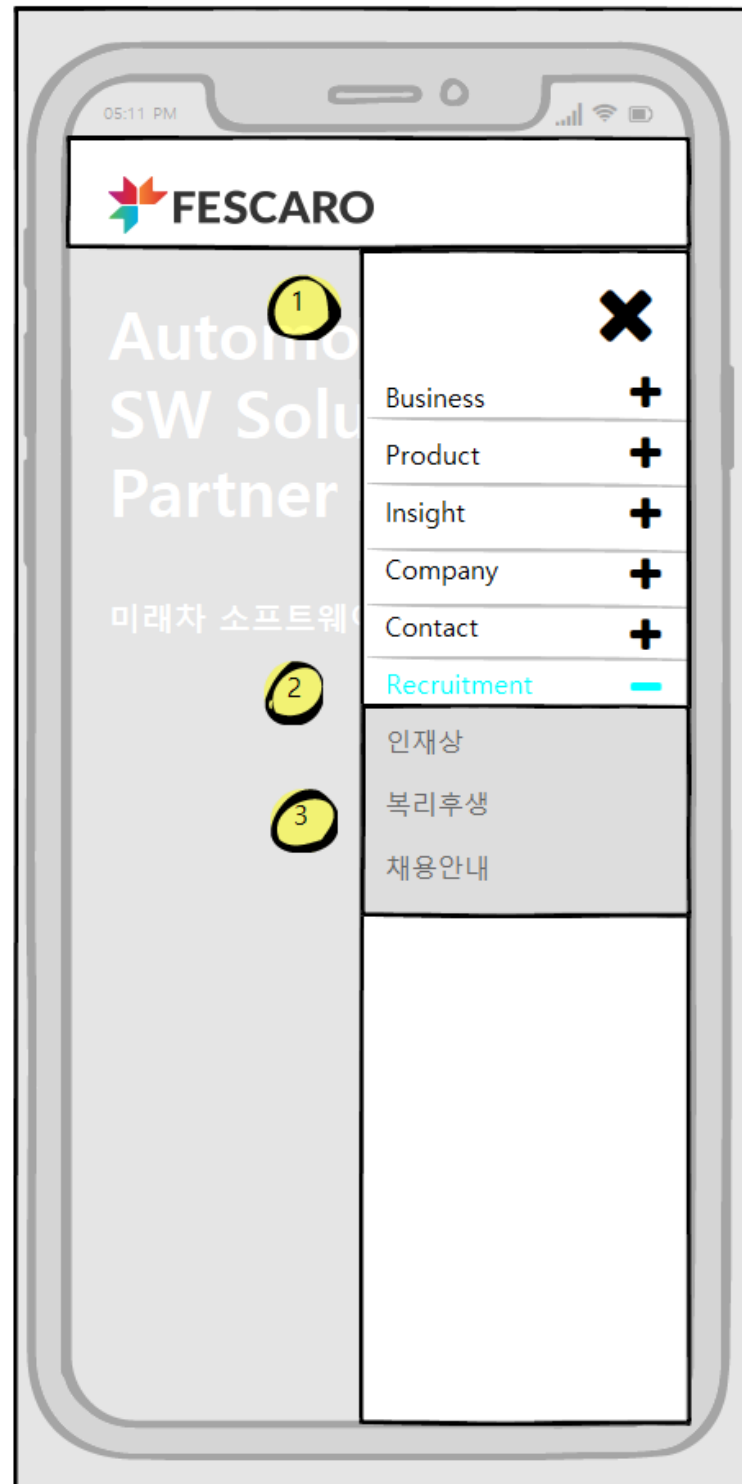 05:11 PM
FESCARO
1
Automo
SW Solu
Partner
미래차 소프트웨
Business
Product
Insight
Company
Contact
Recruitment
2
인재상
복리후생
3
채용안내